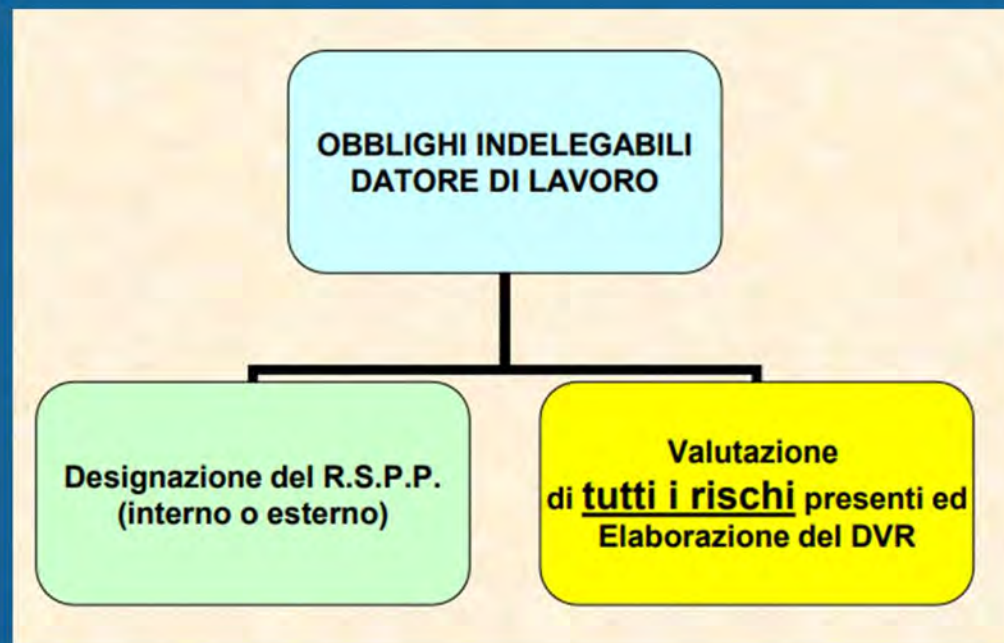 OBBLIGHI INDELEGABILI
DATORE DI LAVORO
Designazione del R.S.P.P.
(interno o esterno)
Valutazione
di tutti i rischi presenti ed
Elaborazione del DVR